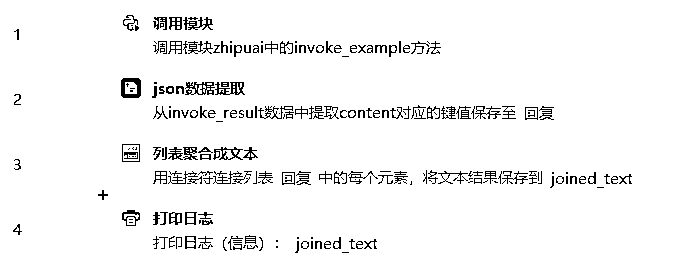 1 调用模块
调用模块zhipuai中的invoke_example方法
2 json数据提取
从invoke_result数据中提取content对应的键值保存至 回复
3 列表聚合成文本
用连接符连接列表 回复 中的每个元素，将文本结果保存到 joined_text
4 打印日志
打印日志（信息）： joined_text